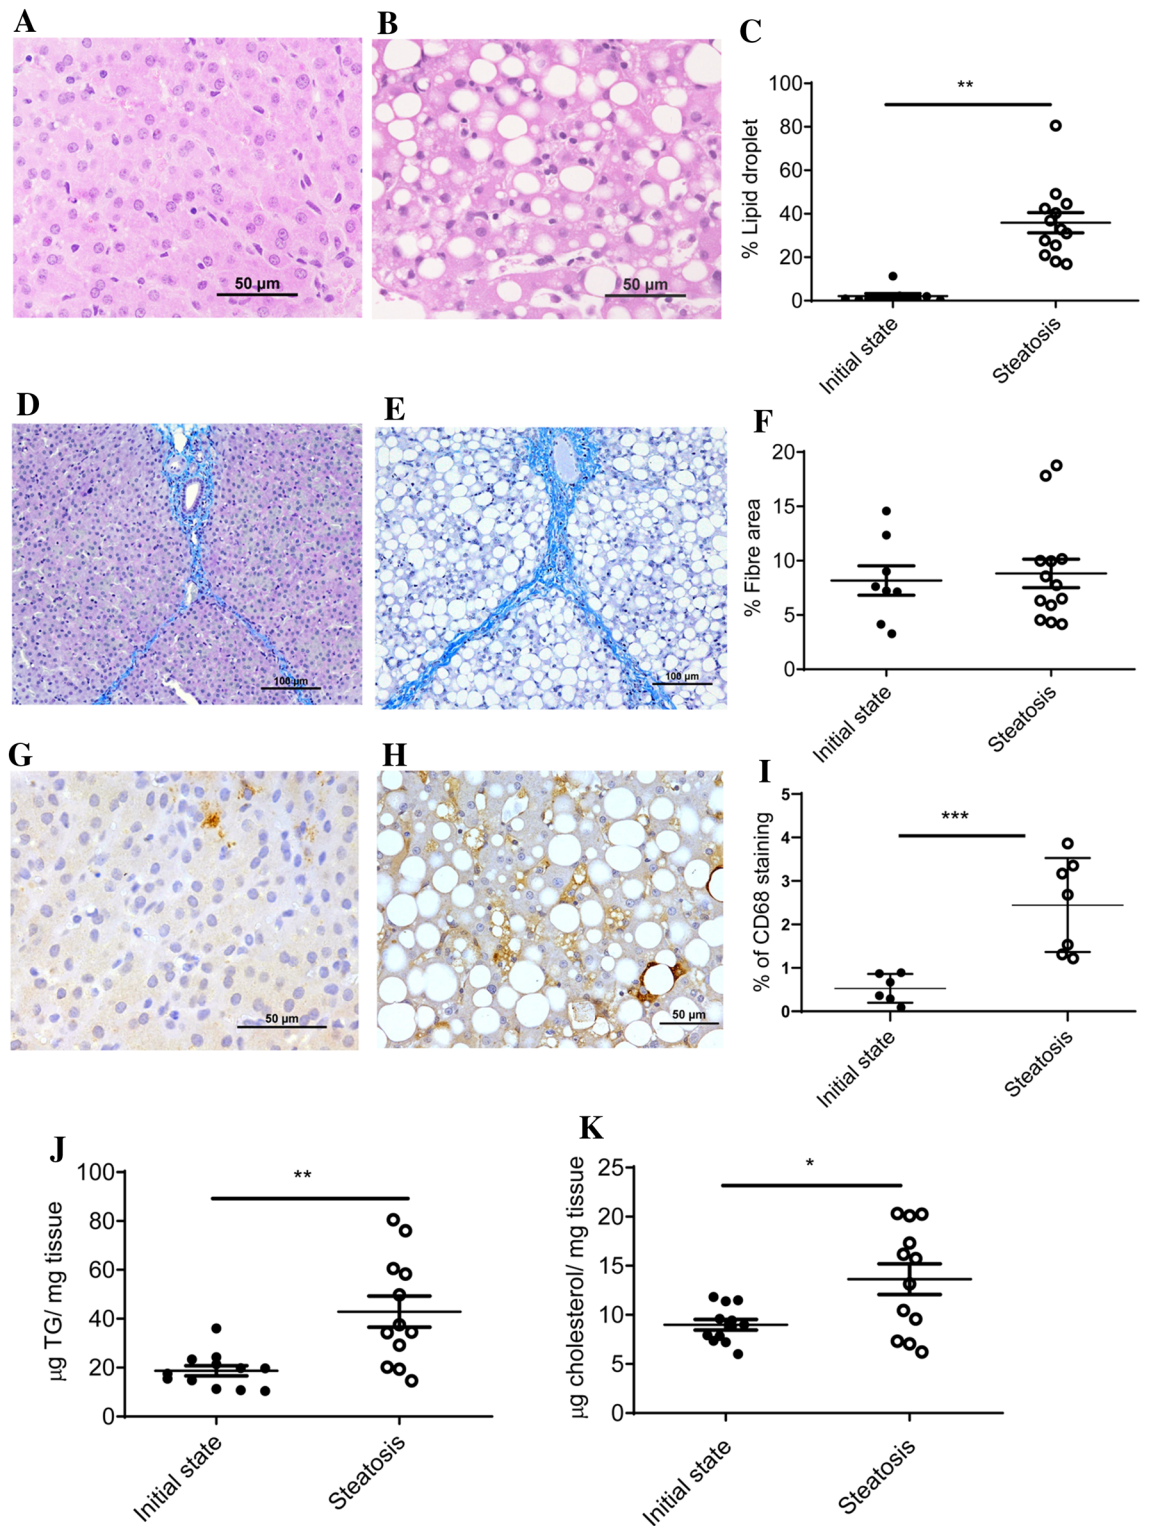 A
B
50 µm
50 µm
C
**
% Lipid droplet
100
80
60
40
20
0
Initial state
Steatosis
D
E
100 µm
100 µm
F
% Fibre area
20
15
10
5
0
Initial state
Steatosis
G
H
50 µm
50 µm
I
***
% of CD68 staining
5
4
3
2
1
0
Initial state
Steatosis
J
**
µg TG/ mg tissue
100
80
60
40
20
0
Initial state
Steatosis
K
*
µg cholesterol/ mg tissue
25
20
15
10
5
0
Initial state
Steatosis